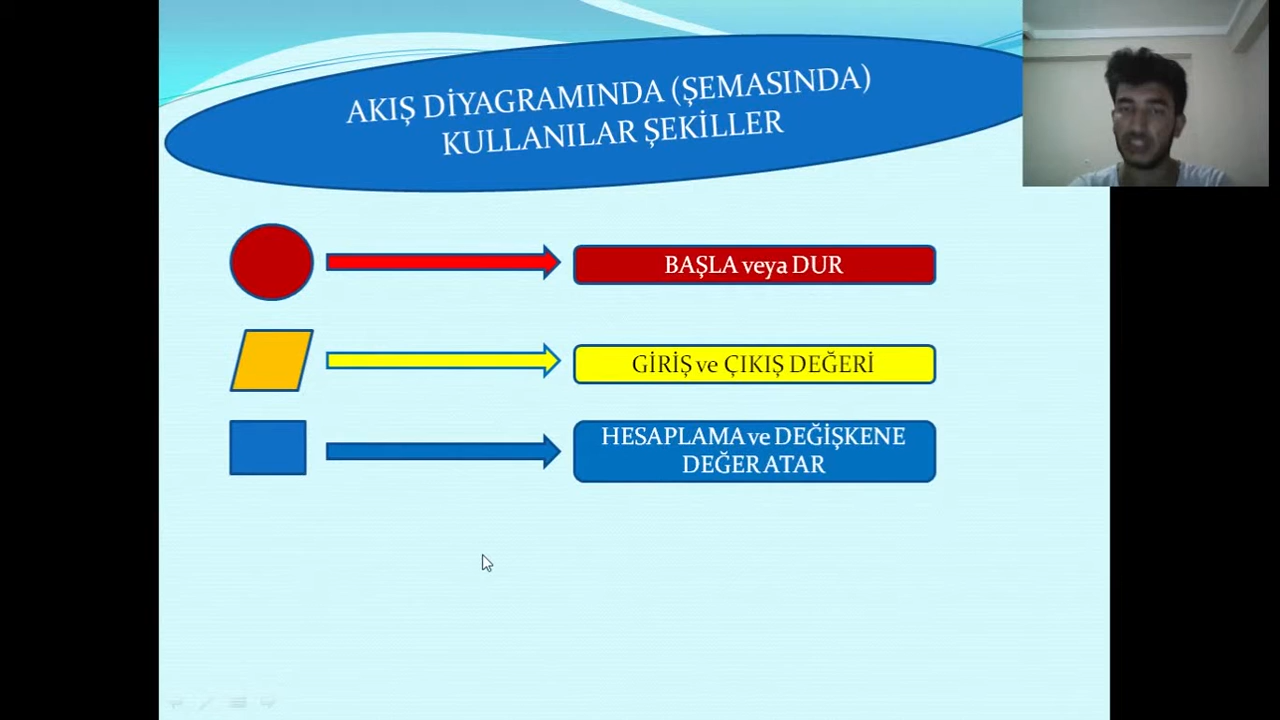 AKIŞ DİYAGRAMINDA (ŞEMASINDA)
KULLANILAR ŞEKİLLER
BAŞLA veya DUR
GİRİŞ ve ÇIKIŞ DEĞERİ
HESAPLAMA ve DEĞİŞKENE
DEĞER ATAR